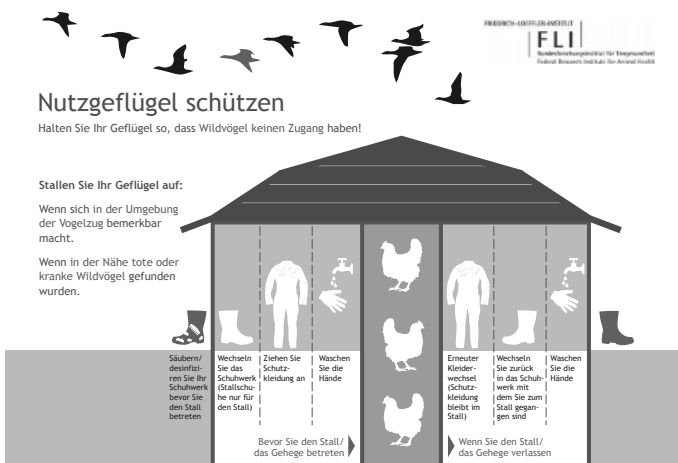 FRIEDRICH-LOEFFLER-INSTITUT
FLI
Bundesforschungsinstitut für Tiergesundheit
Federal Research Institute for Animal Health
Nutzgeflügel schützen
Halten Sie Ihr Geflügel so, dass Wildvögel keinen Zugang haben!
Stallen Sie Ihr Geflügel auf:
Wenn sich in der Umgebung
der Vogelzug bemerkbar
macht.
Wenn in der Nähe tote oder
kranke Wildvögel gefunden
wurden.
Säubern/
desinfizi-
ren Sie Ihr
Schuhwerk
bevor Sie
den Stall
betreten
Wechseln
Sie das
Schuhwerk
(Stallschu-
he nur für
den Stall)
Ziehen Sie
Schutz-
kleidung an
Waschen
Sie die
Hände
Erneuter
Kleider-
wechsel
(Schutz-
kleidung
bleibt im
Stall)
Wechseln
Sie zurück
in das Schuh-
werk mit
dem Sie zum
Stall gegan-
gen sind
Waschen
Sie die
Hände
Bevor Sie den Stall/
das Gehege betreten
Wenn Sie den Stall/
das Gehege verlassen